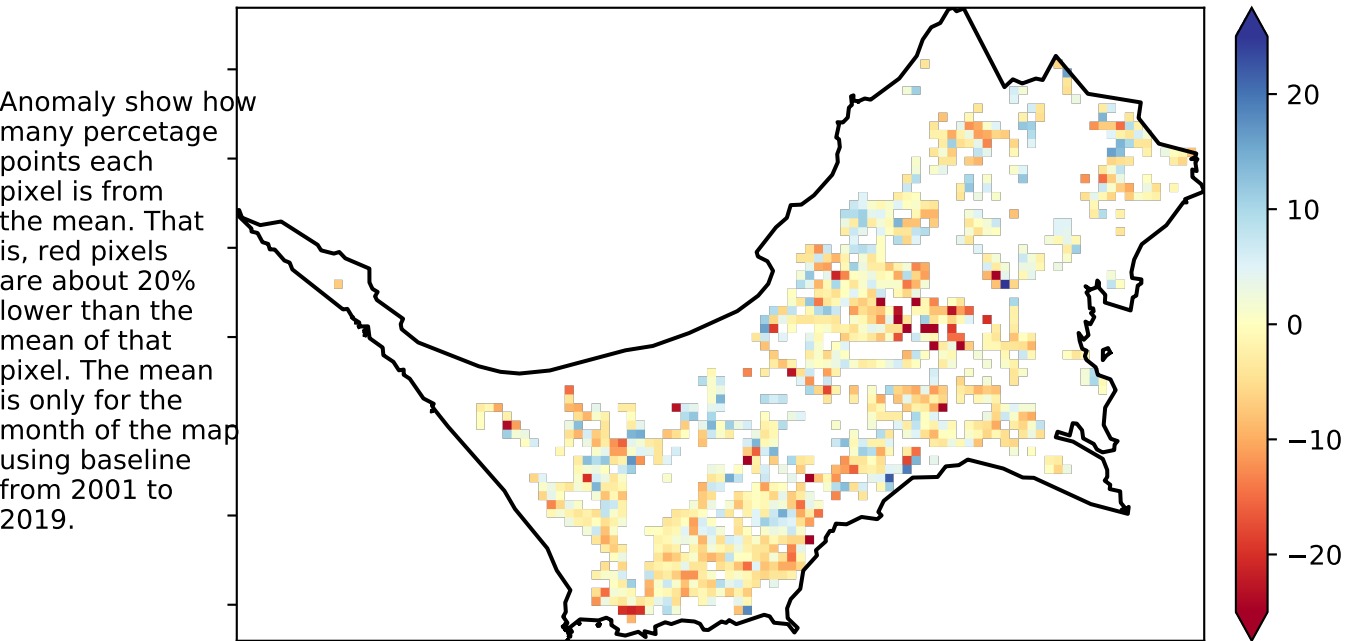 Anomaly show how
many percetage
points each
pixel is from
the mean. That
is, red pixels
are about 20%
lower than the
mean of that
pixel. The mean
is only for the
month of the map
using baseline
from 2001 to
2019.
20
10
0
−10
−20